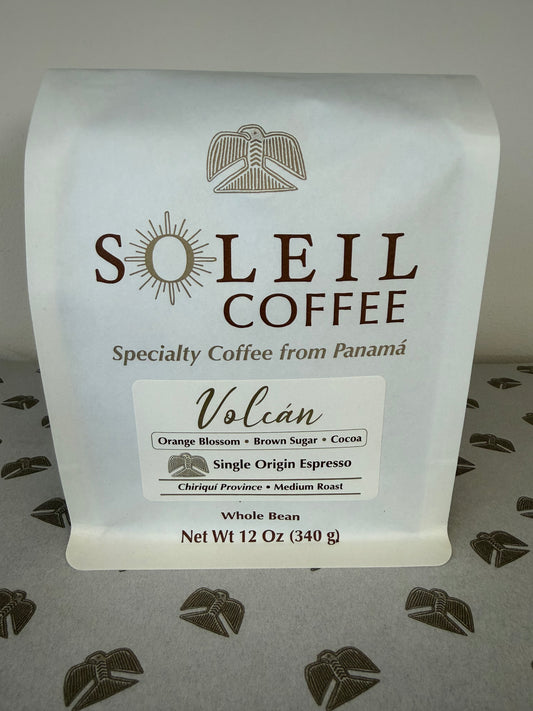 SOLEIL
COFFEE
Specialty Coffee from Panamá
Volcán
Orange Blossom • Brown Sugar • Cocoa
Single Origin Espresso
Chiriquí Province • Medium Roast
Whole Bean
Net Wt 12 Oz (340 g).